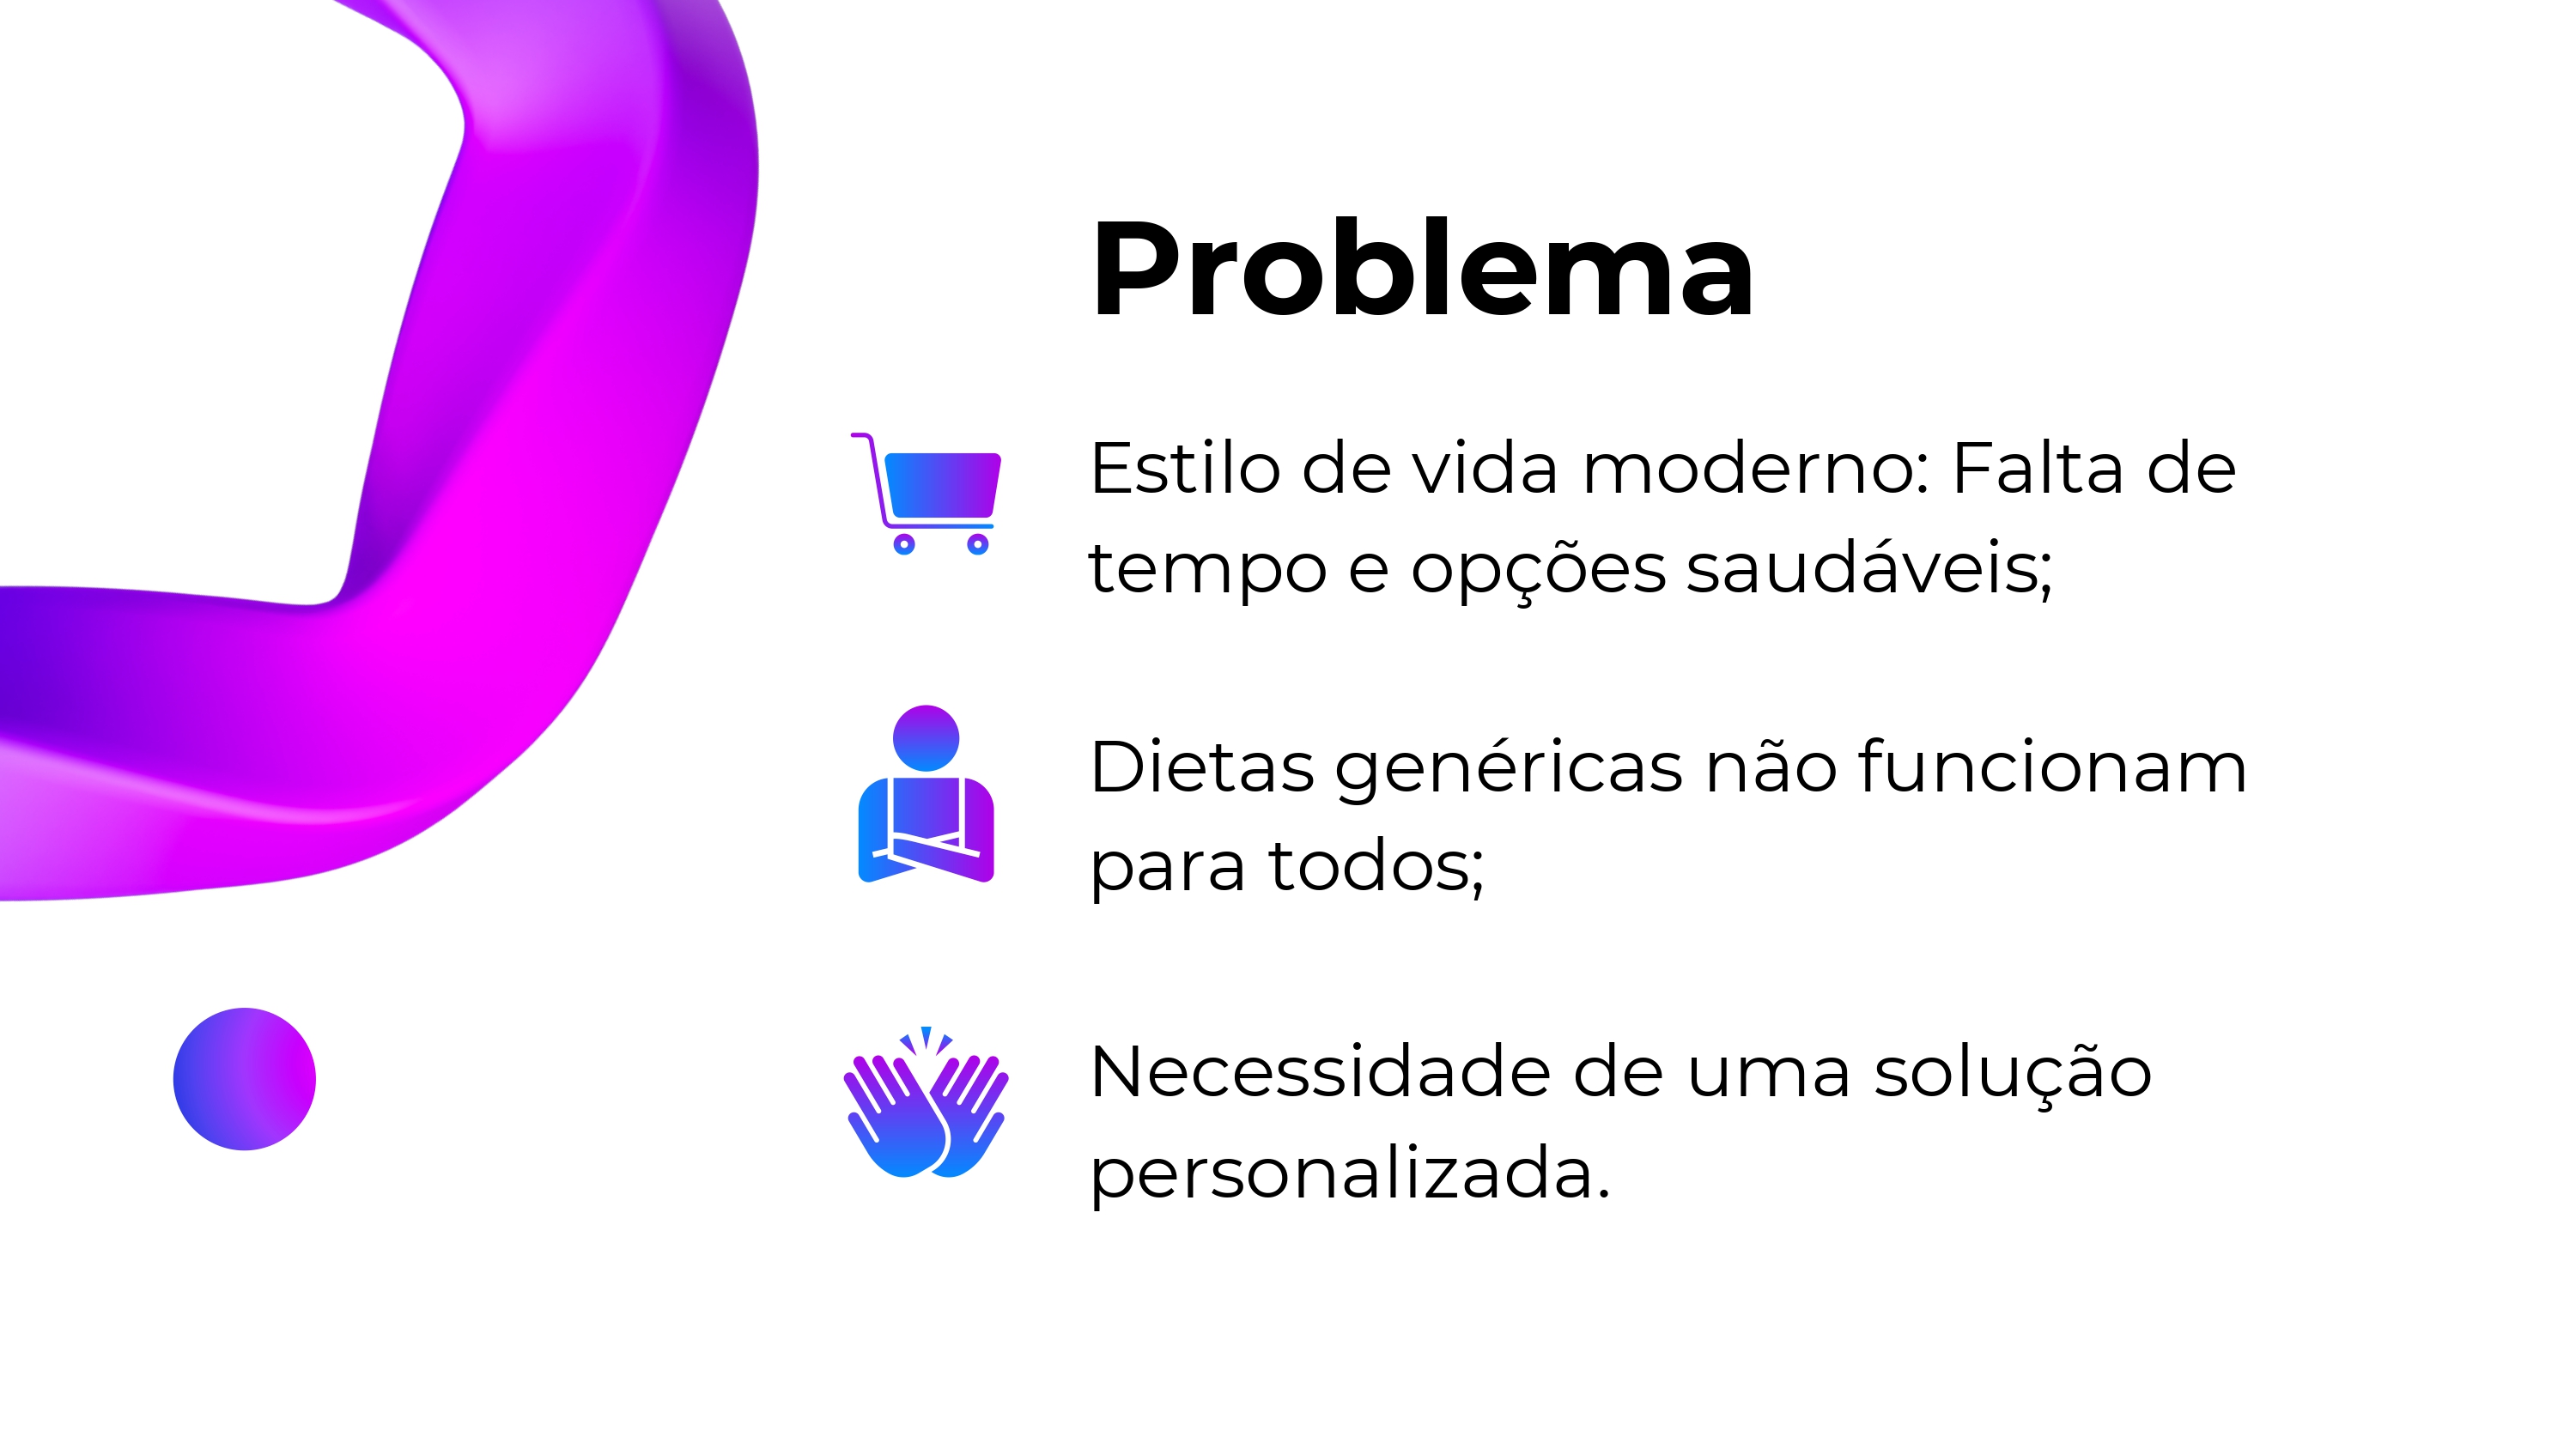 Problema
Estilo de vida moderno: Falta de
tempo e opções saudáveis;
Dietas genéricas não funcionam
para todos;
Necessidade de uma solução
personalizada.